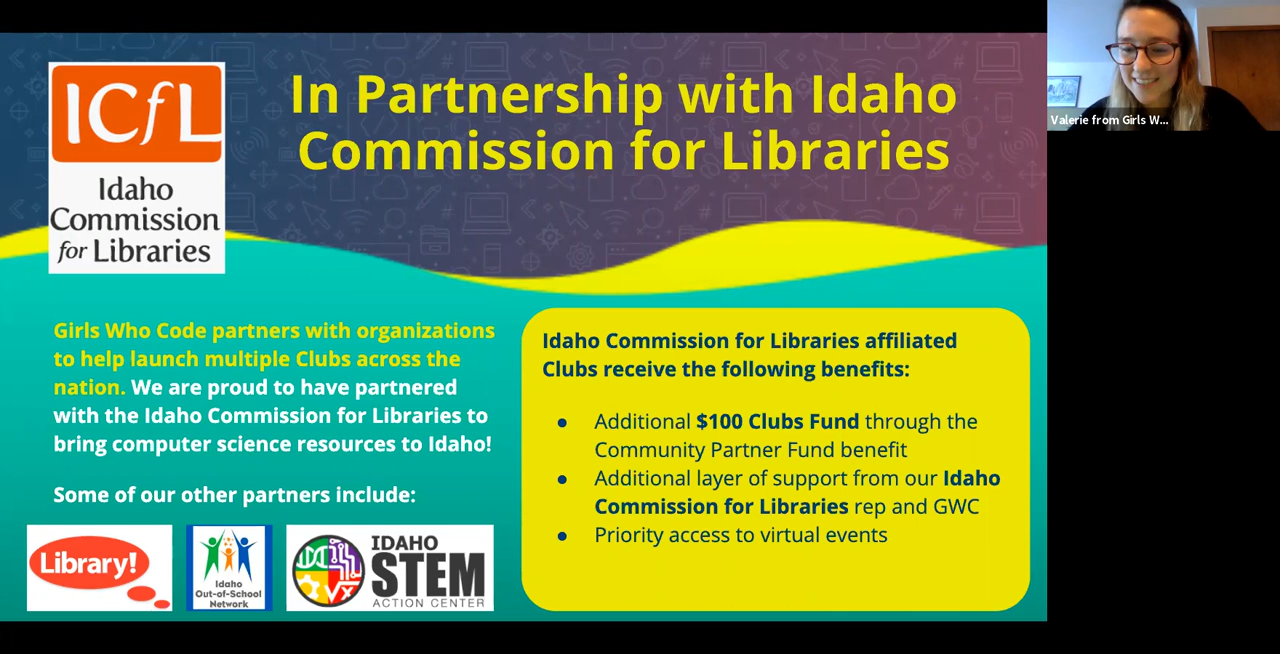 ICfL
Idaho
Commission
for Libraries
In Partnership with Idaho
Commission for Libraries
Valerie from Girls W...
Girls Who Code partners with organizations
to help launch multiple Clubs across the
nation. We are proud to have partnered
with the Idaho Commission for Libraries to
bring computer science resources to Idaho!
Some of our other partners include:
Library!
Idaho
Out-of-School
Network
IDAHO
STEM
ACTION CENTER
Idaho Commission for Libraries affiliated
Clubs receive the following benefits:
● Additional $100 Clubs Fund through the
Community Partner Fund benefit
● Additional layer of support from our Idaho
Commission for Libraries rep and GWC
● Priority access to virtual events